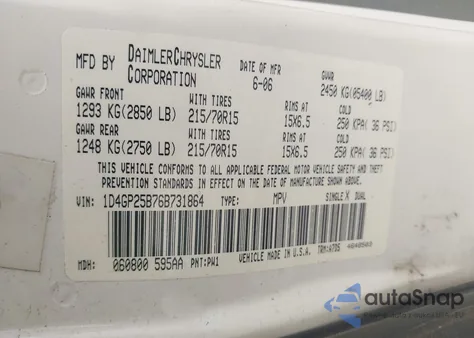 MFD BY DAIMLERCHRYSLER CORPORATION DATE OF MFR 6-06 GVWR 2450 KG(05400 LB)
GAWR FRONT WITH TIRES RIMS AT COLD
1293 KG(2850 LB) 215/70R15 15X6.5 250 KPA( 36 PSI)
GAWR REAR WITH TIRES RIMS AT COLD
1248 KG(2750 LB) 215/70R15 15X6.5 250 KPA( 36 PSI)
THIS VEHICLE CONFORMS TO ALL APPLICABLE FEDERAL MOTOR VEHICLE SAFETY AND THEFT
PREVENTION STANDARDS IN EFFECT ON THE DATE OF MANUFACTURE SHOWN ABOVE.
VIN: 1D4GP25B76B731864 TYPE: MPV SINGLE X DUAL
MDH: 060800 595AA PNT:PW1 VEHICLE MADE IN U.S.A.
autoSnap